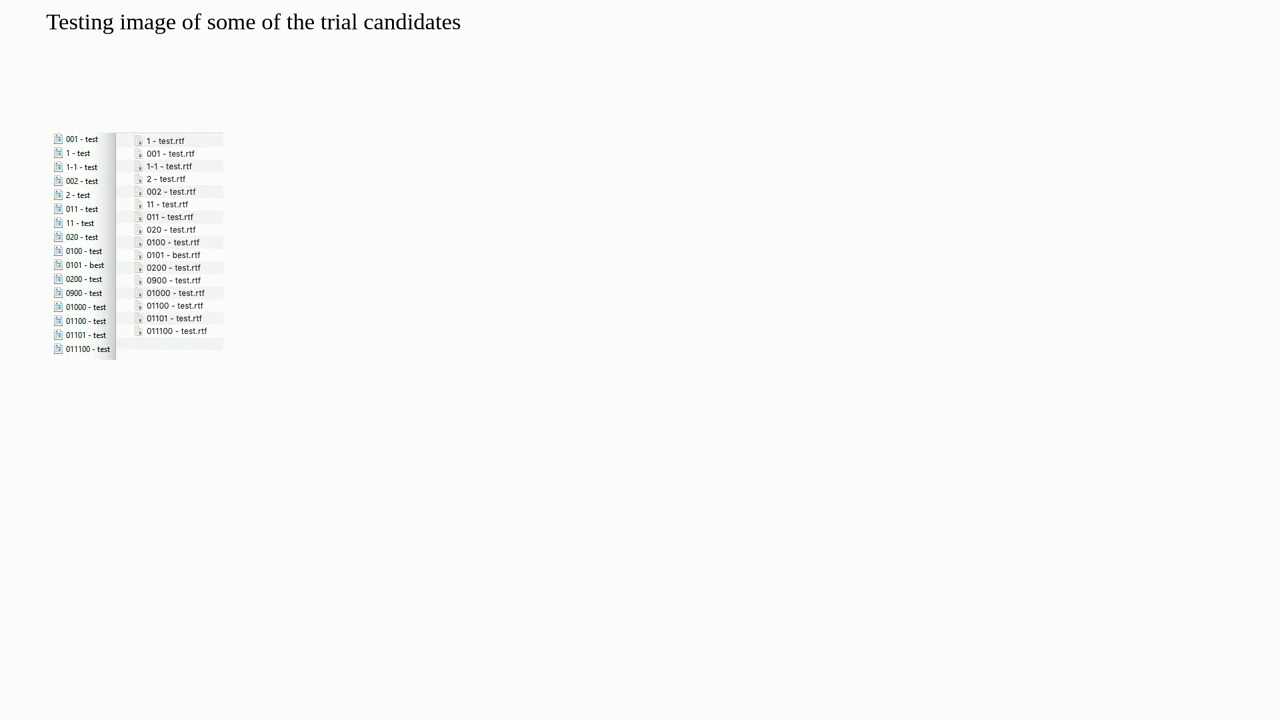 Testing image of some of the trial candidates
001 - test
1 - test
1-1 - test
002 - test
2 - test
011 - test
11 - test
020 - test
0100 - test
0101 - best
0200 - test
0900 - test
01000 - test
01100 - test
01101 - test
011100 - test
1 - test.rtf
001 - test.rtf
1-1 - test.rtf
2 - test.rtf
002 - test.rtf
11 - test.rtf
011 - test.rtf
020 - test.rtf
0100 - test.rtf
0101 - best.rtf
0200 - test.rtf
0900 - test.rtf
01000 - test.rtf
01100 - test.rtf
01101 - test.rtf
011100 - test.rtf